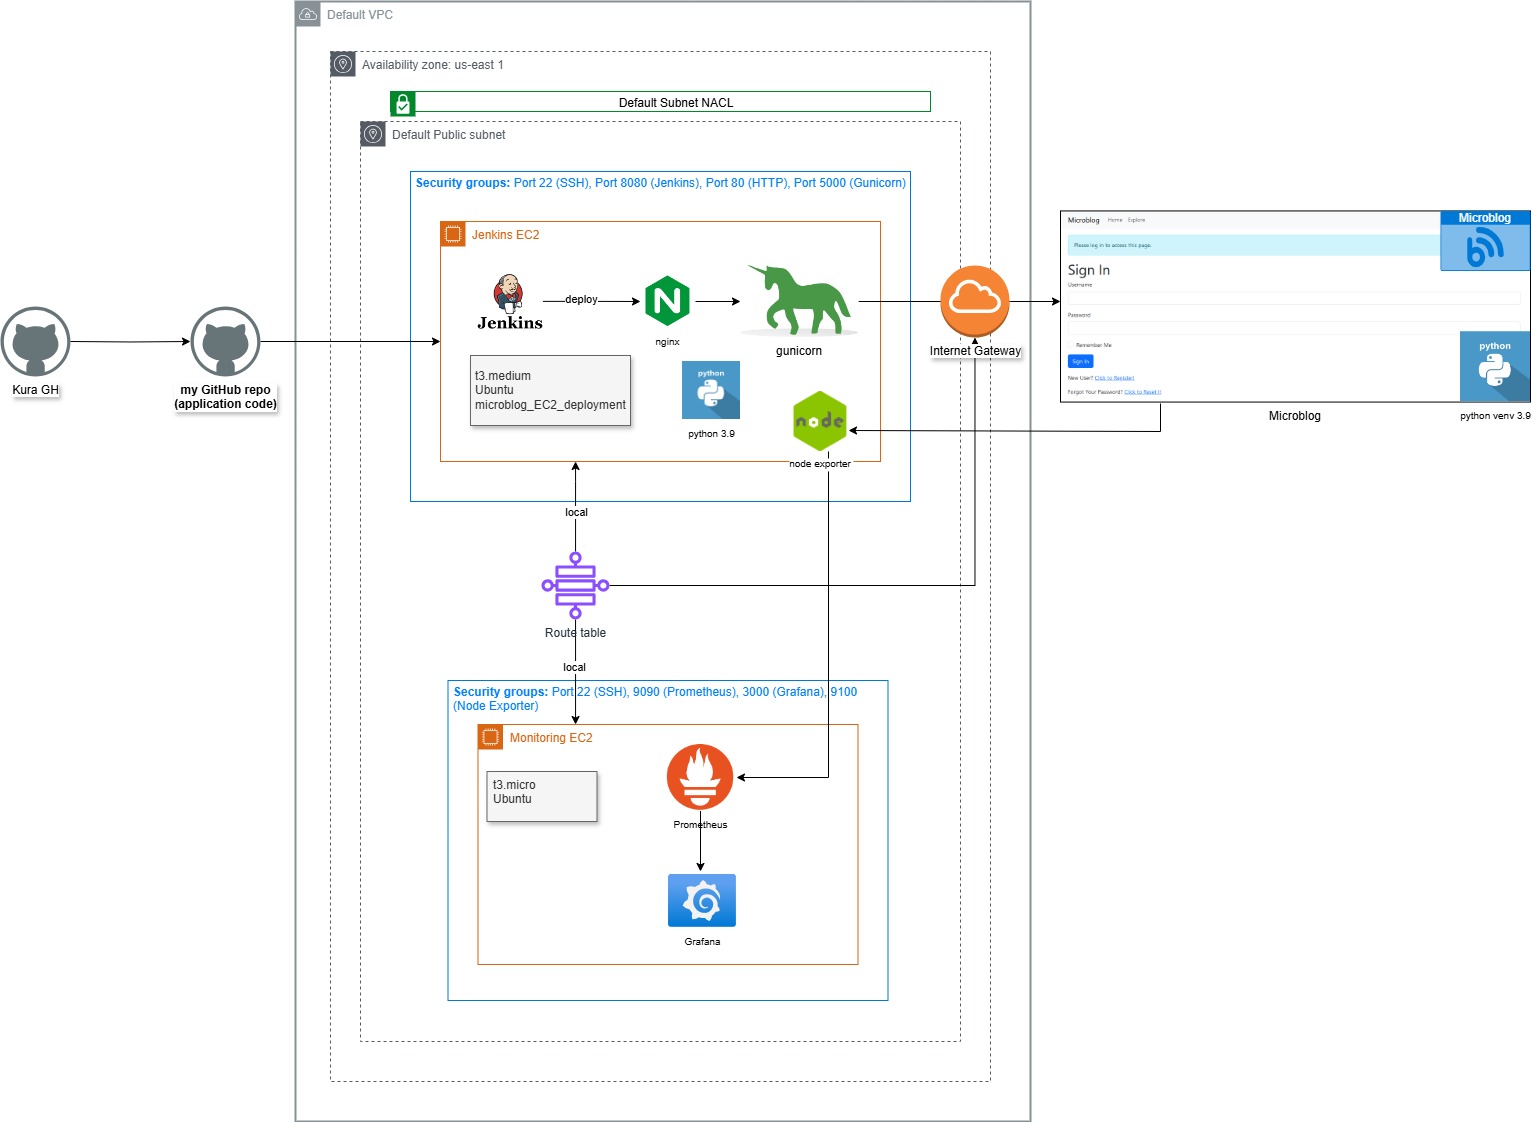 Default VPC
Availability zone: us-east 1
Default Subnet NACL
Default Public subnet
Security groups: Port 22 (SSH), Port 8080 (Jenkins), Port 80 (HTTP), Port 5000 (Gunicorn)
Jenkins EC2
Jenkins
deploy
N
nginx
gunicorn
t3.medium
Ubuntu
microblog_EC2_deployment
python
python 3.9
node
node exporter
Kura GH
my GitHub repo
(application code)
Internet Gateway
Microblog
Home
Explore
Microblog
Please log in to access this page.
Sign In
Username
Password
Remember Me
Sign In
New User? Click to Register!
Forgot Your Password? Click to Reset It
python
Microblog
python venv 3.9
local
Route table
local
Security groups: Port 22 (SSH), 9090 (Prometheus), 3000 (Grafana), 9100
(Node Exporter)
Monitoring EC2
t3.micro
Ubuntu
Prometheus
Grafana